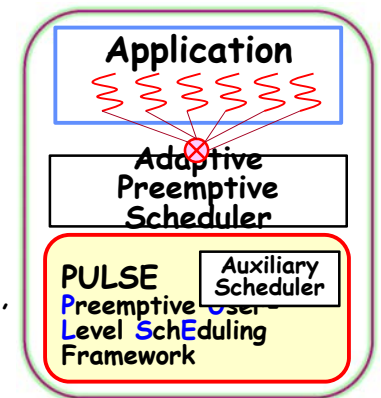 Application
Adaptive
Preemptive
Scheduler
Auxiliary
Scheduler
PULSE
Preemptive User-
Level SchEduling
Framework
,